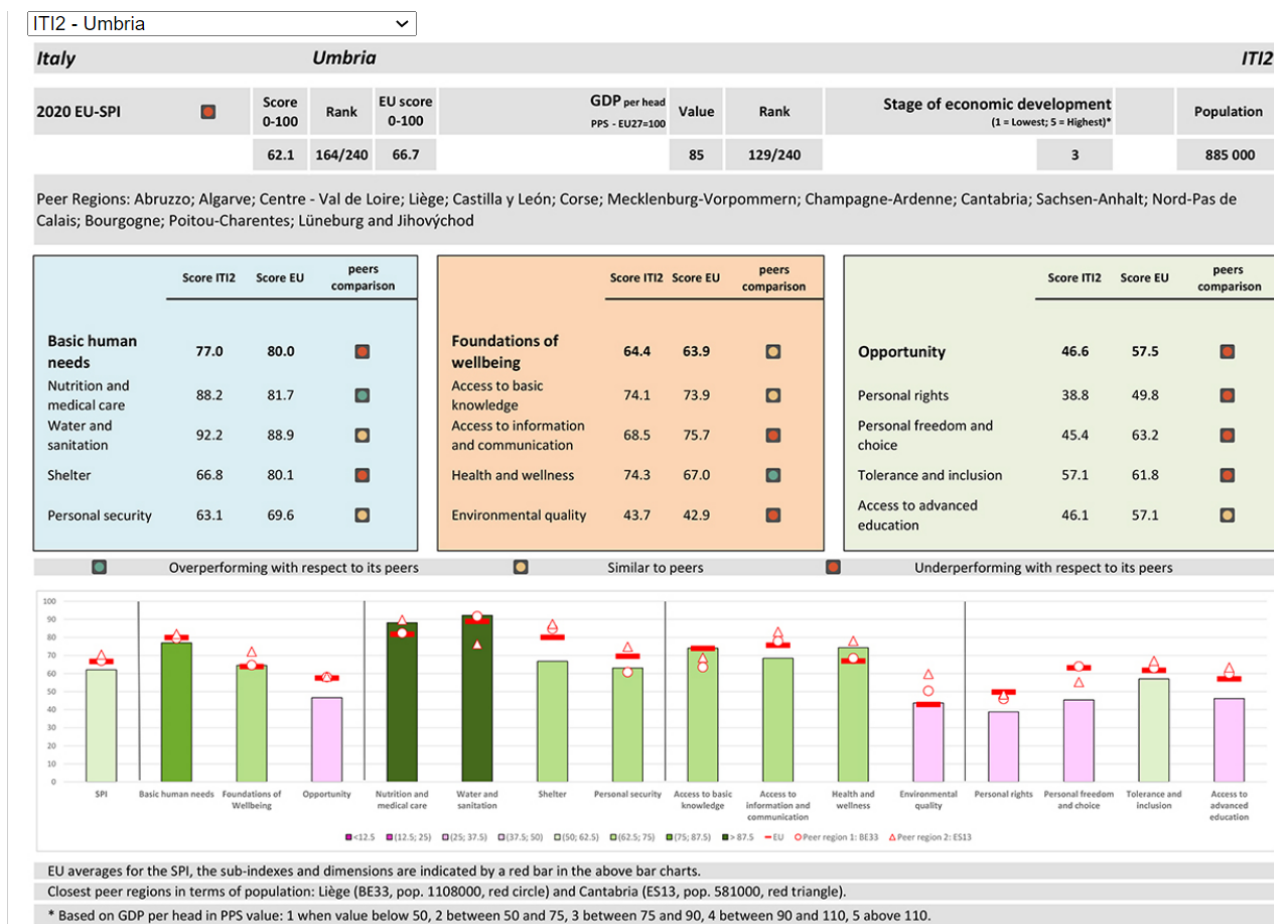 ITI2 - Umbria
Italy Umbria ITI2
2020 EU-SPI
Score 0-100
Rank
EU score 0-100
GDP per head
PPS - EU27=100
Value
Rank
Stage of economic development
(1 = Lowest; 5 = Highest)*
Population
62.1 164/240 66.7 85 129/240 3 885 000
Peer Regions: Abruzzo; Algarve; Centre - Val de Loire; Liège; Castilla y León; Corse; Mecklenburg-Vorpommern; Champagne-Ardenne; Cantabria; Sachsen-Anhalt; Nord-Pas de
Calais; Bourgogne; Poitou-Charentes; Lüneburg and Jihovýchod
Score ITI2 Score EU peers comparison
Basic human needs 77.0 80.0
Nutrition and medical care 88.2 81.7
Water and sanitation 92.2 88.9
Shelter 66.8 80.1
Personal security 63.1 69.6
Score ITI2 Score EU peers comparison
Foundations of wellbeing 64.4 63.9
Access to basic knowledge 74.1 73.9
Access to information and communication 68.5 75.7
Health and wellness 74.3 67.0
Environmental quality 43.7 42.9
Score ITI2 Score EU peers comparison
Opportunity 46.6 57.5
Personal rights 38.8 49.8
Personal freedom and choice 45.4 63.2
Tolerance and inclusion 57.1 61.8
Access to advanced education 46.1 57.1
Overperforming with respect to its peers Similar to peers Underperforming with respect to its peers
100
90
80
70
60
50
40
30
20
10
0
SPI
Basic human needs
Foundations of Wellbeing
Opportunity
Nutrition and medical care
Water and sanitation
Shelter
Personal security
Access to basic knowledge
Access to information and communication
Health and wellness
Environmental quality
Personal rights
Personal freedom and choice
Tolerance and inclusion
Access to advanced education
<12.5 (12.5; 25) (25; 37.5) (37.5; 50) (50; 62.5) (62.5; 75) (75; 87.5) > 87.5 EU Peer region 1: BE33 Peer region 2: ES13
EU averages for the SPI, the sub-indexes and dimensions are indicated by a red bar in the above bar charts.
Closest peer regions in terms of population: Liège (BE33, pop. 1108000, red circle) and Cantabria (ES13, pop. 581000, red triangle).
* Based on GDP per head in PPS value: 1 when value below 50, 2 between 50 and 75, 3 between 75 and 90, 4 between 90 and 110, 5 above 110.